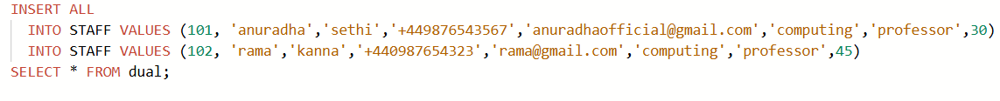 INSERT ALL
INTO STAFF VALUES (101, 'anuradha','sethi','+449876543567','anuradhaofficial@gmail.com','computing','professor',30)
INTO STAFF VALUES (102, 'rama','kanna','+440987654323','rama@gmail.com','computing','professor',45)
SELECT * FROM dual;